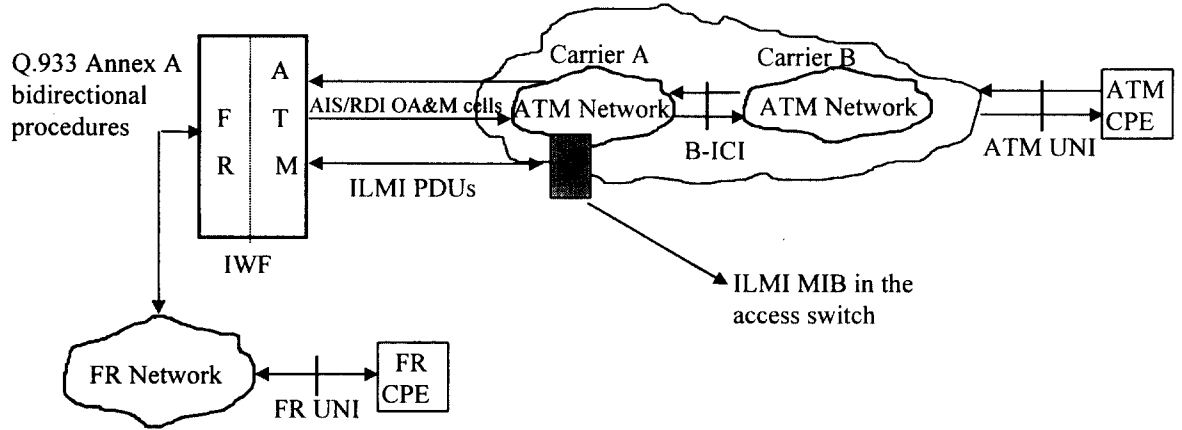 Q.933 Annex A
bidirectional
procedures
F
R
A
T
M
IWF
AIS/RDI OA&M cells
ILMI PDUs
Carrier A
ATM Network
B-ICI
Carrier B
ATM Network
ATM UNI
ATM
CPE
ILMI MIB in the
access switch
FR Network
FR UNI
FR
CPE